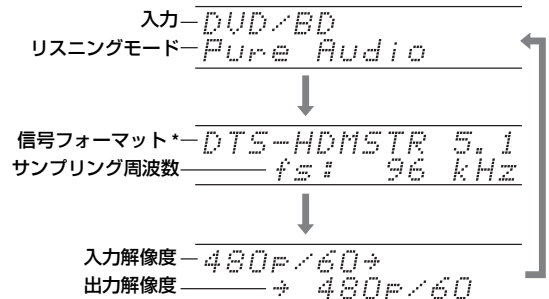 入力 DVD/BD
リスニングモード Pure Audio
信号フォーマット * DTS-HDMSTR 5.1
サンプリング周波数 fs: 96 kHz
入力解像度 480p/60→
出力解像度 → 480p/60